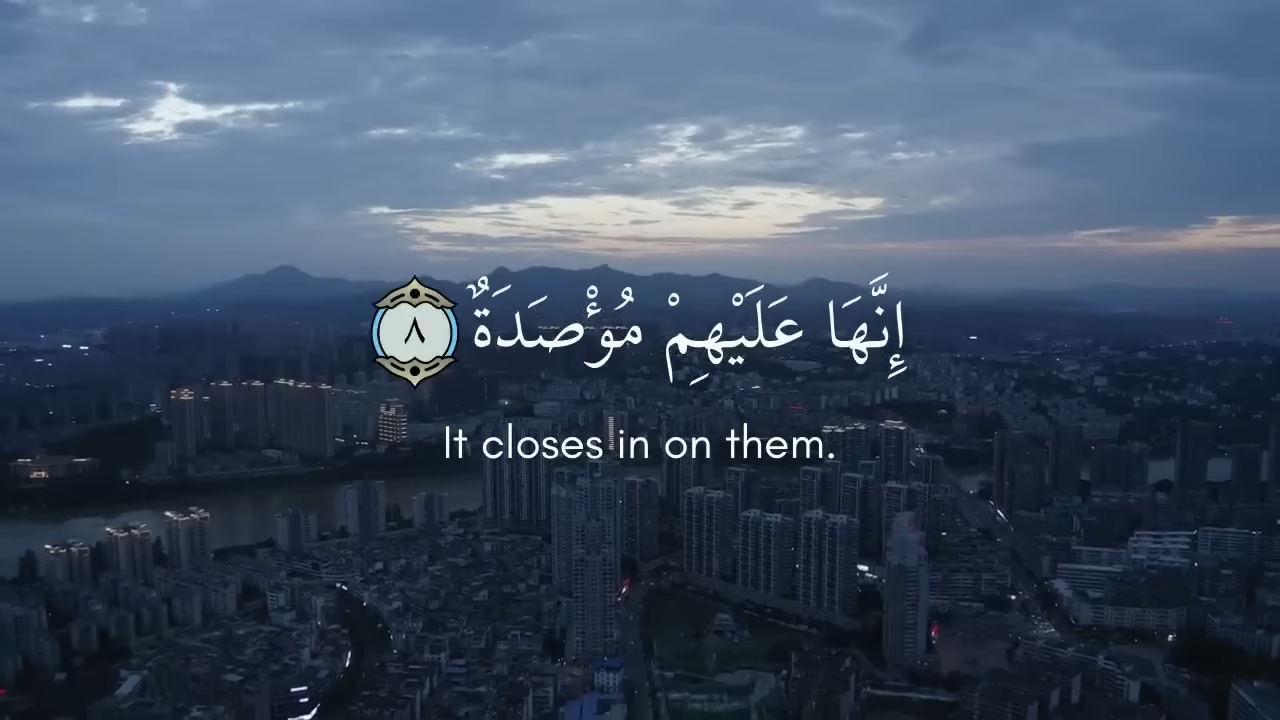 إِنَّهَا عَلَيْهِمْ مُؤْصَدَةٌ ٨
It closes in on them.